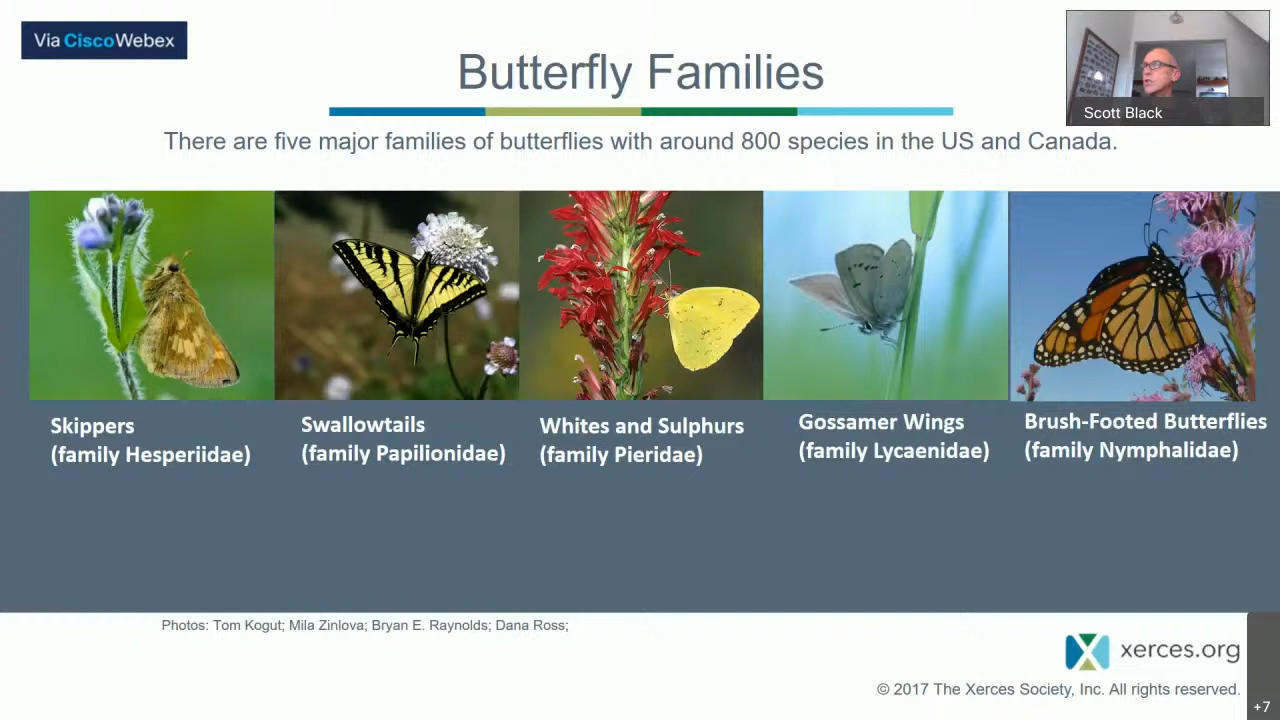 Via CiscoWebex
Butterfly Families
Scott Black
There are five major families of butterflies with around 800 species in the US and Canada.
Skippers
(family Hesperiidae)
Swallowtails
(family Papilionidae)
Whites and Sulphurs
(family Pieridae)
Gossamer Wings
(family Lycaenidae)
Brush-Footed Butterflies
(family Nymphalidae)
Photos: Tom Kogut; Mila Zinlova; Bryan E. Raynolds; Dana Ross;
xerces.org
© 2017 The Xerces Society, Inc. All rights reserved.
+7